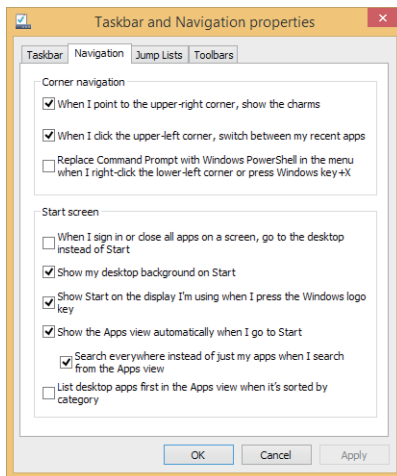 Taskbar and Navigation properties
Taskbar Navigation Jump Lists Toolbars
Corner navigation
When I point to the upper-right corner, show the charms
When I click the upper-left corner, switch between my recent apps
Replace Command Prompt with Windows PowerShell in the menu
when I right-click the lower-left corner or press Windows key+X
Start screen
When I sign in or close all apps on a screen, go to the desktop
instead of Start
Show my desktop background on Start
Show Start on the display I'm using when I press the Windows logo
key
Show the Apps view automatically when I go to Start
Search everywhere instead of just my apps when I search
from the Apps view
List desktop apps first in the Apps view when it's sorted by
category
OK Cancel Apply